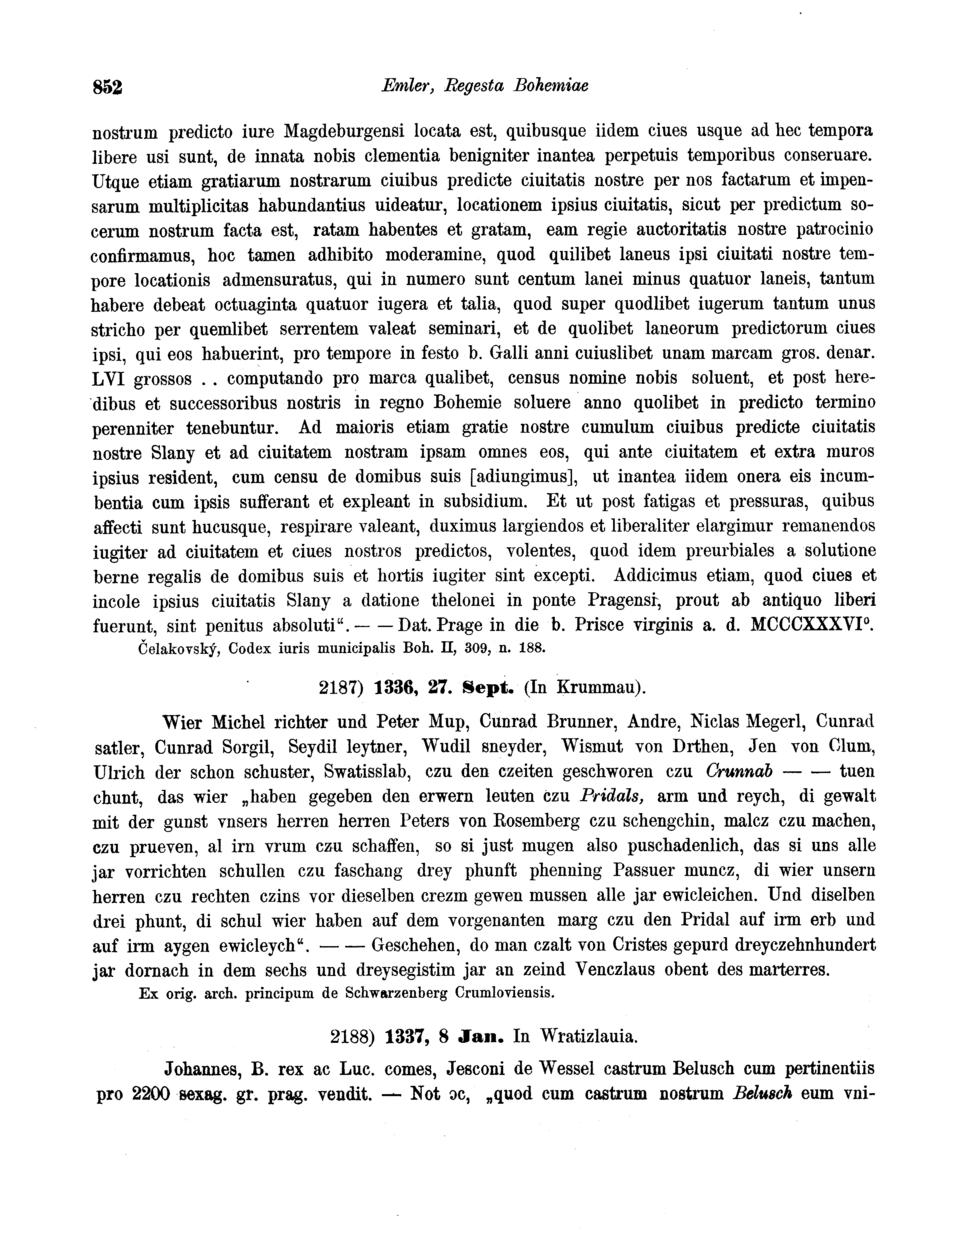 852 Emler, Regesta Bohemiae
nostrum predicto iure Magdeburgensi locata est, quibusque iidem ciues usque ad hec tempora
libere usi sunt, de innata nobis clementia benigniter inantea perpetuis temporibus conseruare.
Utque etiam gratiarum nostrarum ciuibus predicte ciuitatis nostre per nos factarum et impen-
sarum multiplicitas habundantius uideatur, locationem ipsius ciuitatis, sicut per predictum so-
cerum nostrum facta est, ratam habentes et gratam, eam regie auctoritatis nostre patrocinio
confirmamus, hoc tamen adhibito moderamine, quod quilibet laneus ipsi ciuitati nostre tem-
pore locationis admensuratus, qui in numero sunt centum lanei minus quatuor laneis, tantum
habere debeat octuaginta quatuor iugera et talia, quod super quodlibet iugerum tantum unus
stricho per quemlibet serrentem valeat seminari, et de quolibet laneorum predictorum ciues
ipsi, qui eos habuerint, pro tempore in festo b. Galli anni cuiuslibet unam marcam gros. denar.
LVI grossos . . computando pro marca qualibet, census nomine nobis soluent, et post here-
dibus et successoribus nostris in regno Bohemie soluere anno quolibet in predicto termino
perenniter tenebuntur. Ad maioris etiam gratie nostre cumulum ciuibus predicte ciuitatis
nostre Slany et ad ciuitatem nostram ipsam omnes eos, qui ante ciuitatem et extra muros
ipsius resident, cum censu de domibus suis [adiungimus], ut inantea iidem onera eis incum-
bentia cum ipsis sufferant et expleant in subsidium. Et ut post fatigas et pressuras, quibus
affecti sunt hucusque, respirare valeant, duximus largiendos et liberaliter elargimur remanendos
iugiter ad ciuitatem et ciues nostros predictos, volentes, quod idem preurbiales a solutione
berne regalis de domibus suis et hortis iugiter sint excepti. Addicimus etiam, quod ciues et
incole ipsius ciuitatis Slany a datione thelonei in ponte Pragensi, prout ab antiquo liberi
fuerunt, sint penitus absoluti“. — — Dat. Prage in die b. Prisce virginis a. d. MCCCXXXVI⁰.
Čelakovský, Codex iuris municipalis Boh. II, 309, n. 188.
2187) 1336, 27. Sept. (In Krummau).
Wier Michel richter und Peter Mup, Cunrad Brunner, Andre, Niclas Megerl, Cunrad
satler, Cunrad Sorgil, Seydil leytner, Wudil sneyder, Wismut von Drthen, Jen von Clum,
Ulrich der schon schuster, Swatisslab, czu den czeiten geschworen czu Crunnab — — tuen
chunt, das wier „haben gegeben den erwern leuten czu Pridals, arm und reych, di gewalt
mit der gunst vnsers herren herren Peters von Rosemberg czu schengchin, malcz czu machen,
czu prueven, al irn vrum czu schaffen, so si just mugen also puschadenlich, das si uns alle
jar vorrichten schullen czu faschang drey phunft phenning Passuer muncz, di wier unsern
herren czu rechten czins vor dieselben crezm gewen mussen alle jar ewicleichen. Und diselben
drei phunt, di schul wier haben auf dem vorgenanten marg czu den Pridal auf irm erb und
auf irm aygen ewicleych“. — — Geschehen, do man czalt von Cristes gepurd dreyczehnhundert
jar dornach in dem sechs und dreysegistim jar an zeind Venczlaus obent des marterres.
Ex orig. arch. principum de Schwarzenberg Crumloviensis.
2188) 1337, 8 Jan. In Wratizlauia.
Johannes, B. rex ac Luc. comes, Jesconi de Wessel castrum Belusch cum pertinentiis
pro 2200 sexag. gr. prag. vendit. — Not ɔc, „quod cum castrum nostrum Belusch eum vni-